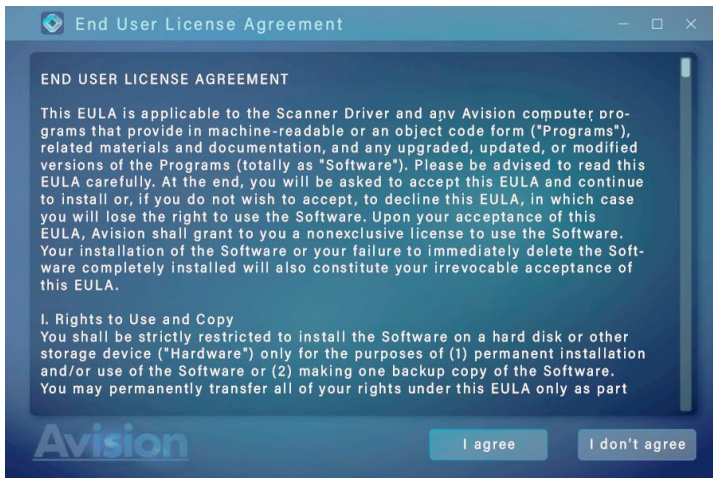 End User License Agreement
END USER LICENSE AGREEMENT
This EULA is applicable to the Scanner Driver and any Avision computer pro-
grams that provide in machine-readable or an object code form ("Programs"),
related materials and documentation, and any upgraded, updated, or modified
versions of the Programs (totally as "Software"). Please be advised to read this
EULA carefully. At the end, you will be asked to accept this EULA and continue
to install or, if you do not wish to accept, to decline this EULA, in which case
you will lose the right to use the Software. Upon your acceptance of this
EULA, Avision shall grant to you a nonexclusive license to use the Software.
Your installation of the Software or your failure to immediately delete the Soft-
ware completely installed will also constitute your irrevocable acceptance of
this EULA.
I. Rights to Use and Copy
You shall be strictly restricted to install the Software on a hard disk or other
storage device ("Hardware") only for the purposes of (1) permanent installation
and/or use of the Software or (2) making one backup copy of the Software.
You may permanently transfer all of your rights under this EULA only as part
Avision
I agree
I don't agree